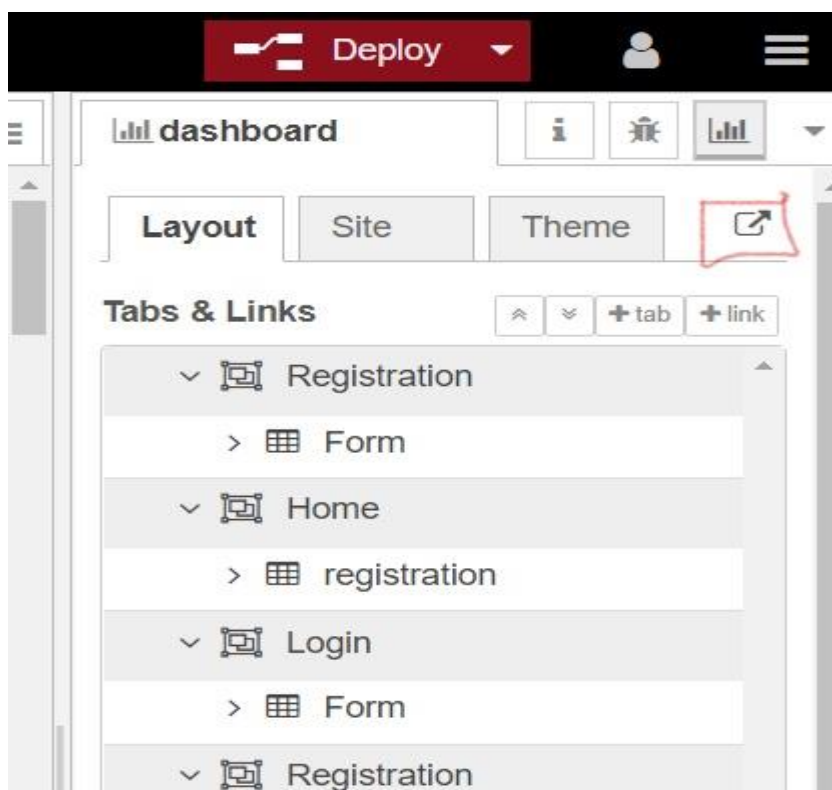 Deploy
dashboard
Layout Site Theme
Tabs & Links
tab link
Registration
Form
Home
registration
Login
Form
Registration